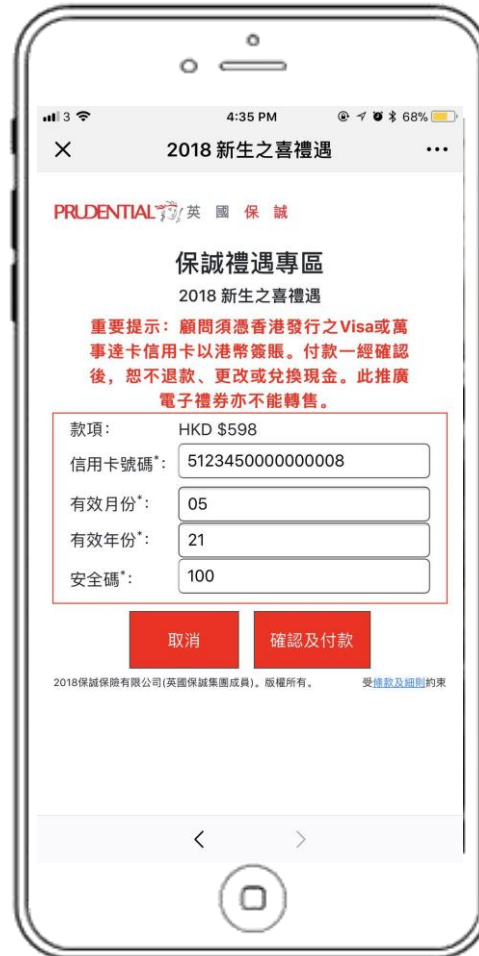 3 4:35 PM 68%
2018 新生之喜禮遇
PRUDENTIAL 英國保誠
保誠禮遇專區
2018 新生之喜禮遇
重要提示：顧問須憑香港發行之Visa或萬
事達卡信用卡以港幣簽賬。付款一經確認
後，恕不退款、更改或兌換現金。此推廣
電子禮券亦不能轉售。
款項： HKD $598
信用卡號碼*： 5123450000000008
有效月份*： 05
有效年份*： 21
安全碼*： 100
取消 確認及付款
2018保誠保險有限公司(英國保誠集團成員)。版權所有。 受條款及細則約束